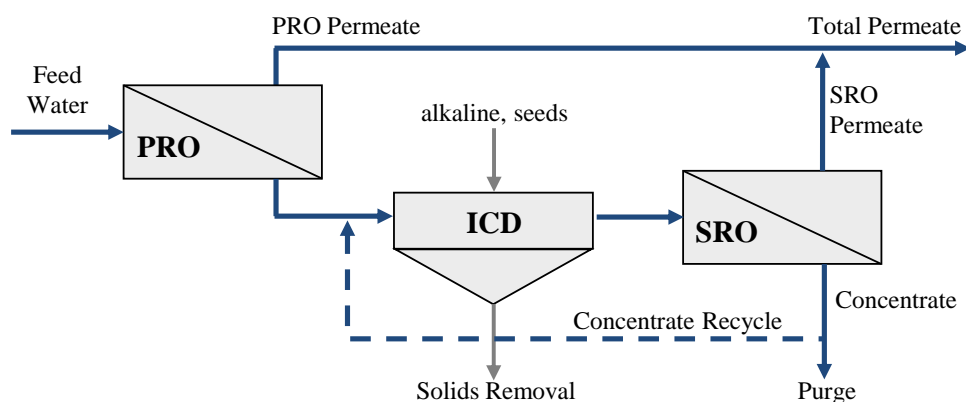 PRO Permeate
Total Permeate
Feed
Water
alkaline, seeds
SRO
Permeate
PRO
ICD
SRO
Concentrate
Concentrate Recycle
Solids Removal
Purge